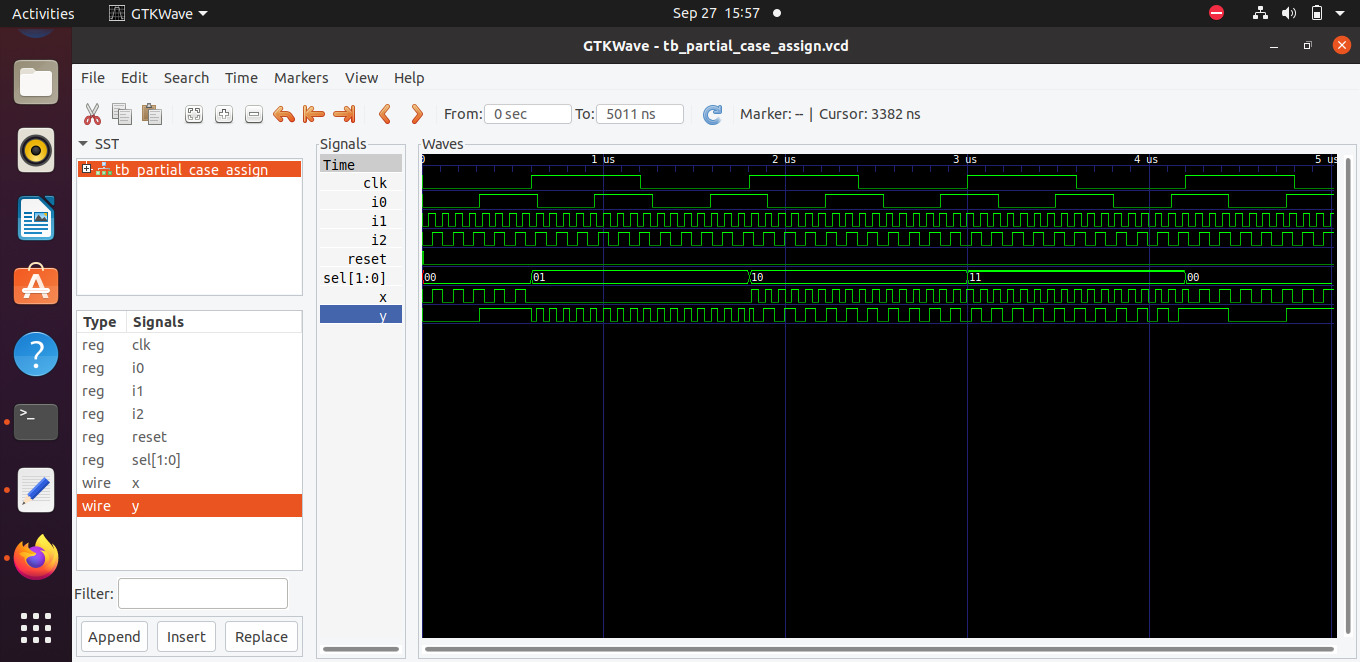 Activities GTKWave Sep 27 15:57
GTKWave - tb_partial_case_assign.vcd
File Edit Search Time Markers View Help
From: 0 sec To: 5011 ns Marker: -- | Cursor: 3382 ns
SST
tb_partial_case_assign
Type Signals
reg clk
reg i0
reg i1
reg i2
reg reset
reg sel[1:0]
wire x
wire y
Filter:
Append Insert Replace
Signals
Time
clk
i0
i1
i2
reset
sel[1:0]
x
y
Waves
0 1 us 2 us 3 us 4 us 5 us
00 01 10 11 00